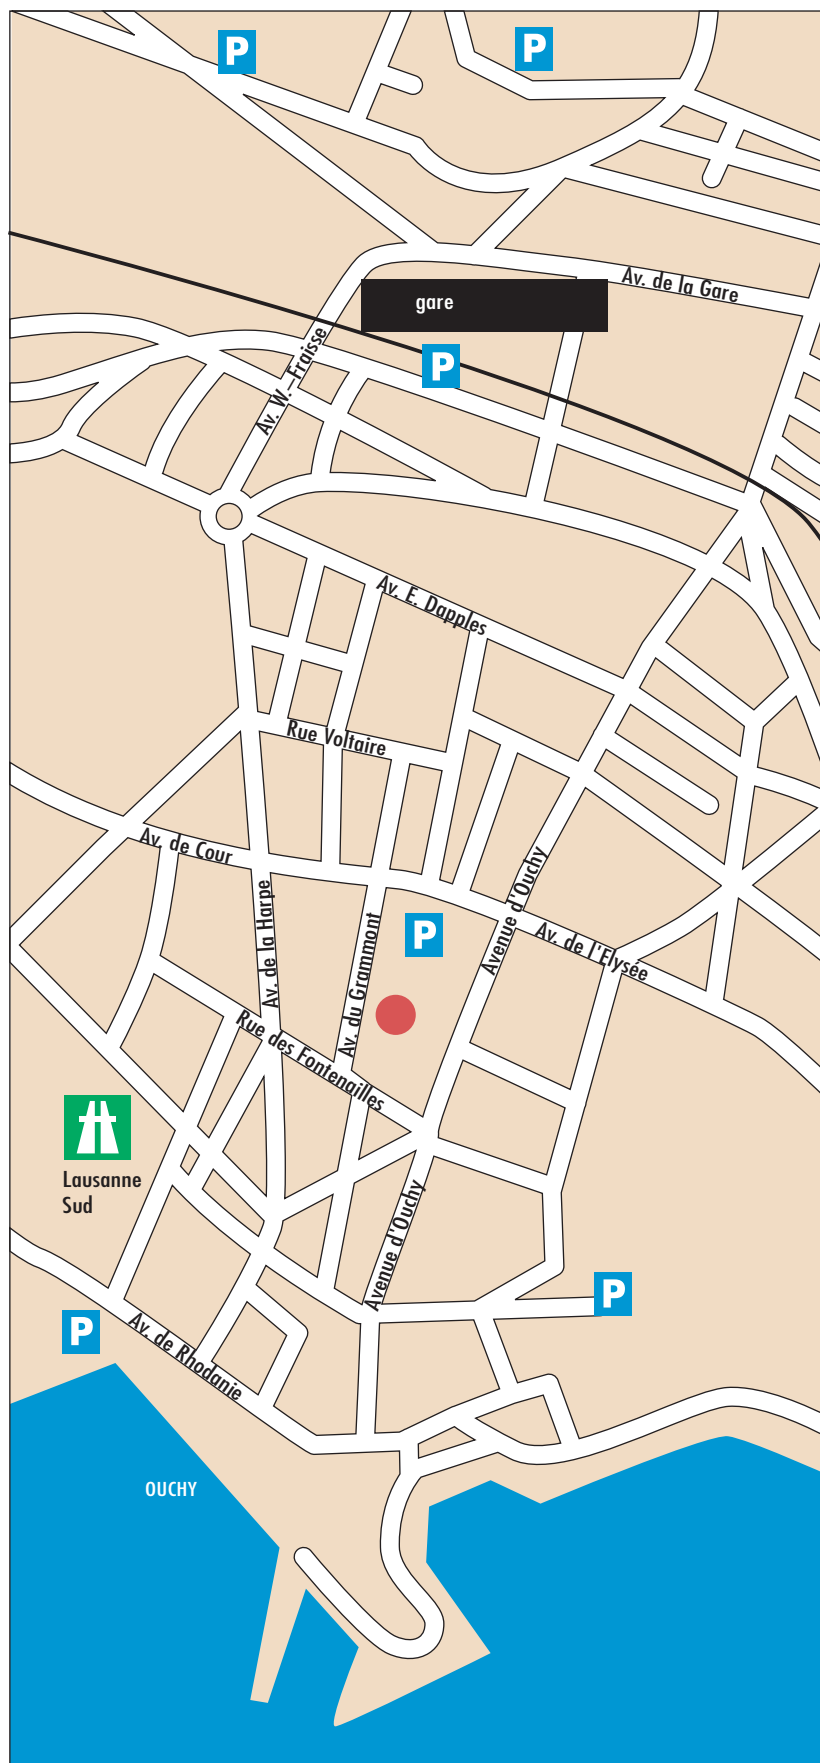 P
P
Av. de la Gare
gare
Av. W.–Fraisse
P
Av. E. Dapples
Rue Voltaire
Av. de Cour
Avenue d'Ouchy
Av. de la Harpe
Av. du Grammont
P
Av. de l'Elysée
Rue des Fontenailles
Lausanne
Sud
Avenue d'Ouchy
P
P
Av. de Rhodanie
OUCHY